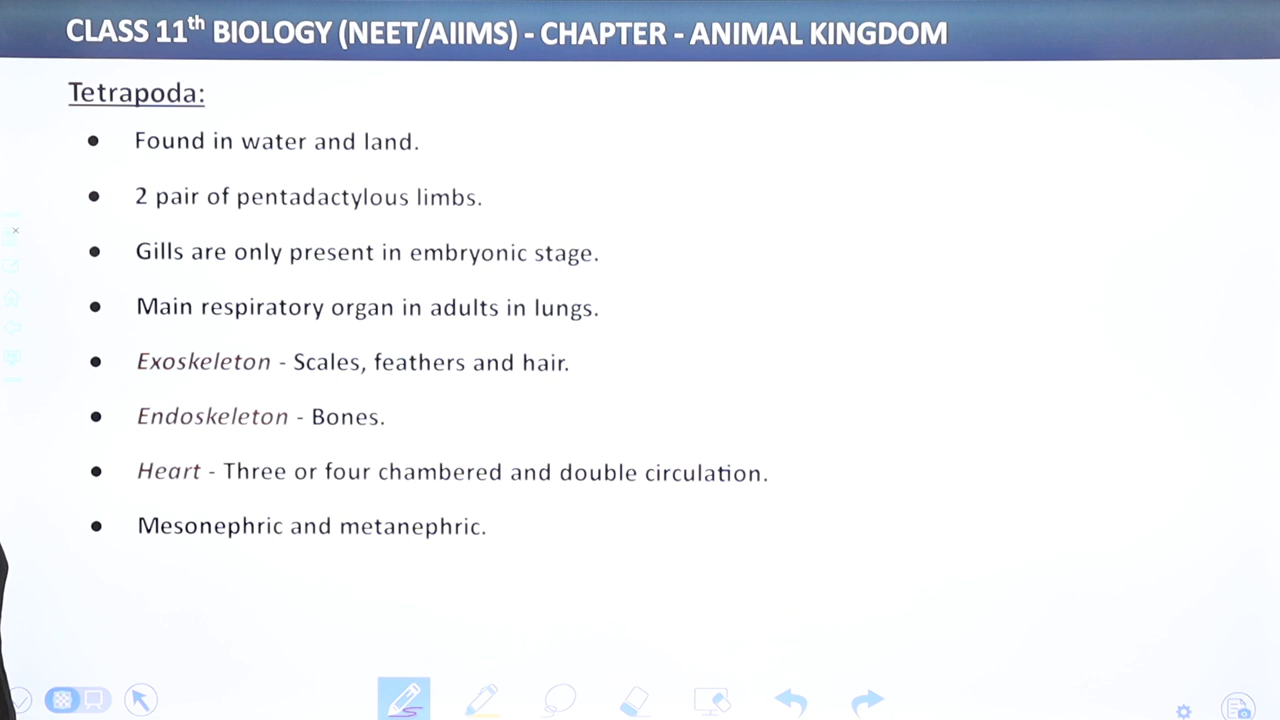 CLASS 11th BIOLOGY (NEET/AIIMS) - CHAPTER - ANIMAL KINGDOM
Tetrapoda:
● Found in water and land.
● 2 pair of pentadactylous limbs.
● Gills are only present in embryonic stage.
● Main respiratory organ in adults in lungs.
● Exoskeleton - Scales, feathers and hair.
● Endoskeleton - Bones.
● Heart - Three or four chambered and double circulation.
● Mesonephric and metanephric.